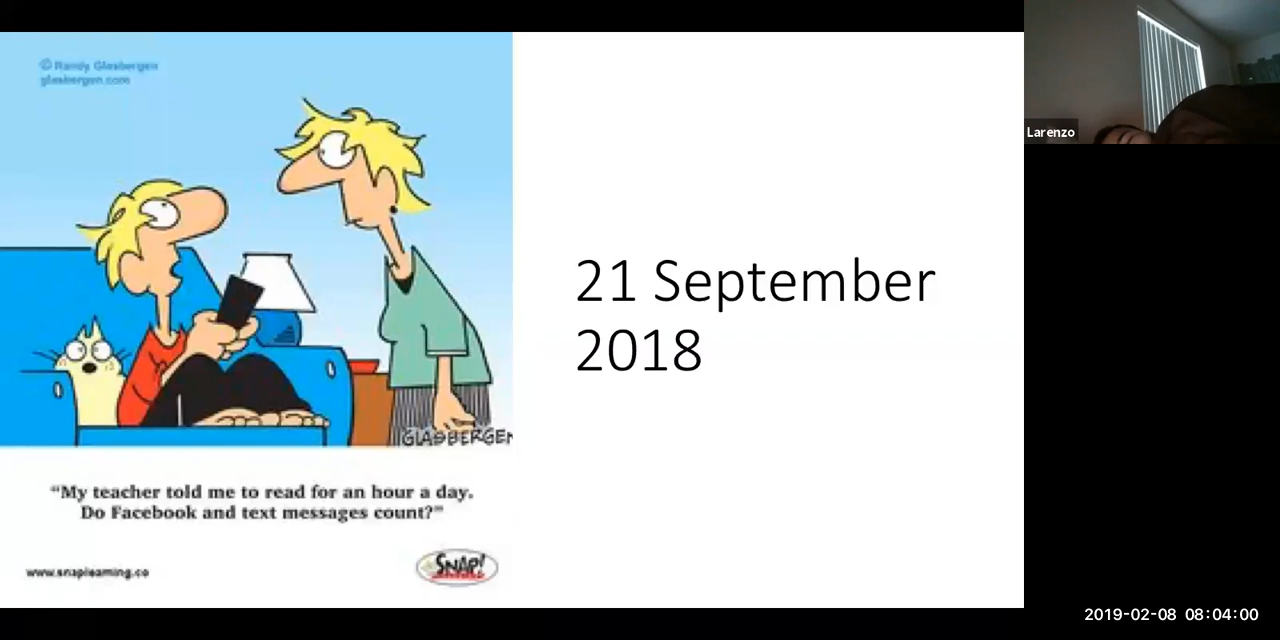 © Randy Glasbergen
glasbergen.com
GLASBERGEN
"My teacher told me to read for an hour a day.
Do Facebook and text messages count?"
www.snaplearning.co
SNAP!
21 September
2018
Larenzo
2019-02-08 08:04:00